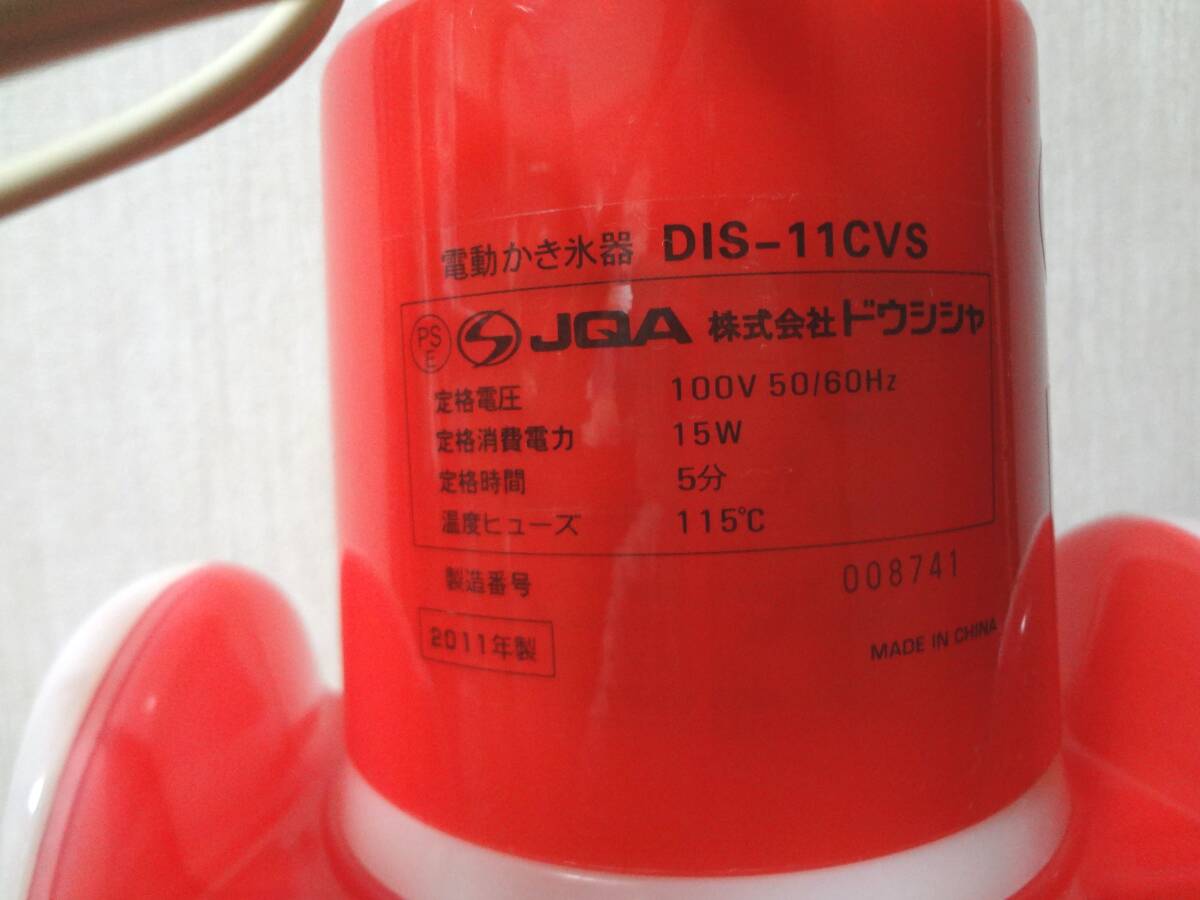 電動かき氷器 DIS-11CVS
PS E JQA 株式会社ドウシシャ
定格電圧 100V 50/60Hz
定格消費電力 15W
定格時間 5分
温度ヒューズ 115℃
製造番号 008741
2011年製 MADE IN CHINA